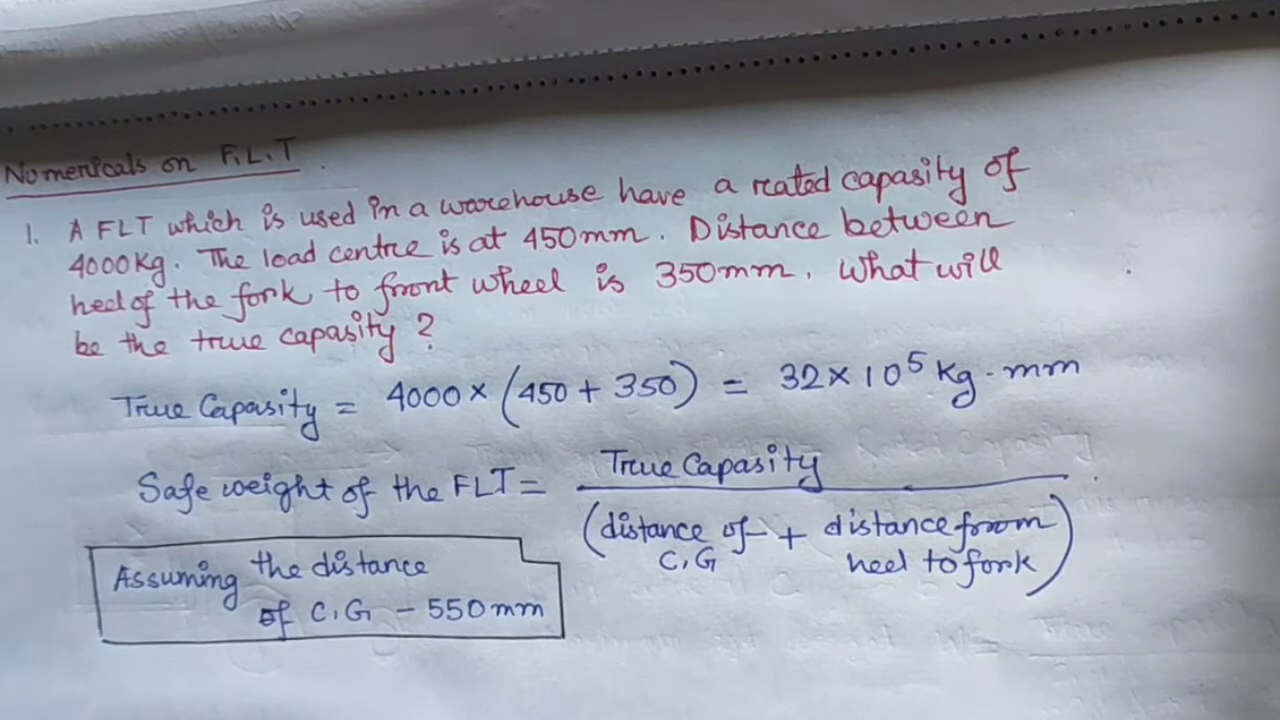 Numericals on F.L.T
1. A FLT which is used in a warehouse have a rated capasity of
4000 Kg. The load centre is at 450mm. Distance between
heel of the fork to front wheel is 350mm. What will
be the true capasity?
True Capasity = 4000 × (450 + 350) = 32 × 10⁵ Kg-mm
Safe weight of the FLT = True Capasity / (distance of C.G + distance from heel to fork)
Assuming the distance
of C.G - 550mm